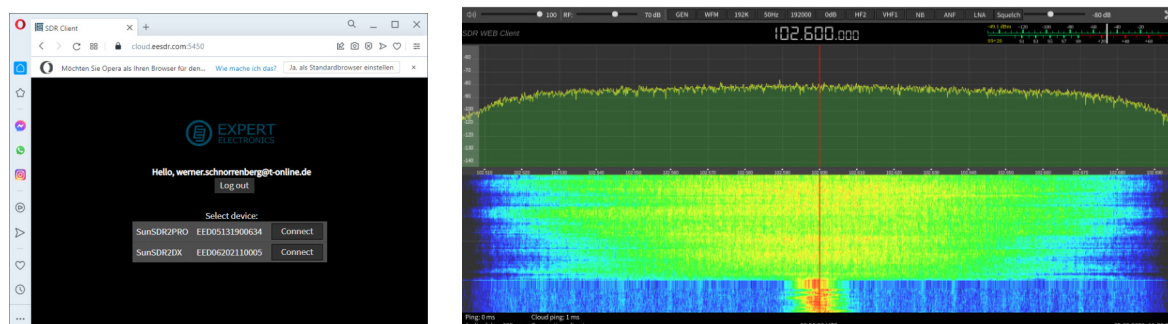 SDR Client
cloud.eesdr.com:5450
Möchten Sie Opera als Ihren Browser für den... Wie mache ich das? Ja, als Standardbrowser einstellen
EXPERT
ELECTRONICS
Hello, werner.schnorrenberg@t-online.de
Log out
Select device:
SunSDR2PRO EED05131900634 Connect
SunSDR2DX EED06202110005 Connect
100 RF: 70 dB GEN WFM 192K 50Hz 192000 0dB HF2 VHF1 NB ANF LNA Squelch -80 dB
SDR WEB Client 102.600.000
-60
-70
-80
-90
-120
-130
-140
Ping: 8 ms Cloud ping: 1 ms